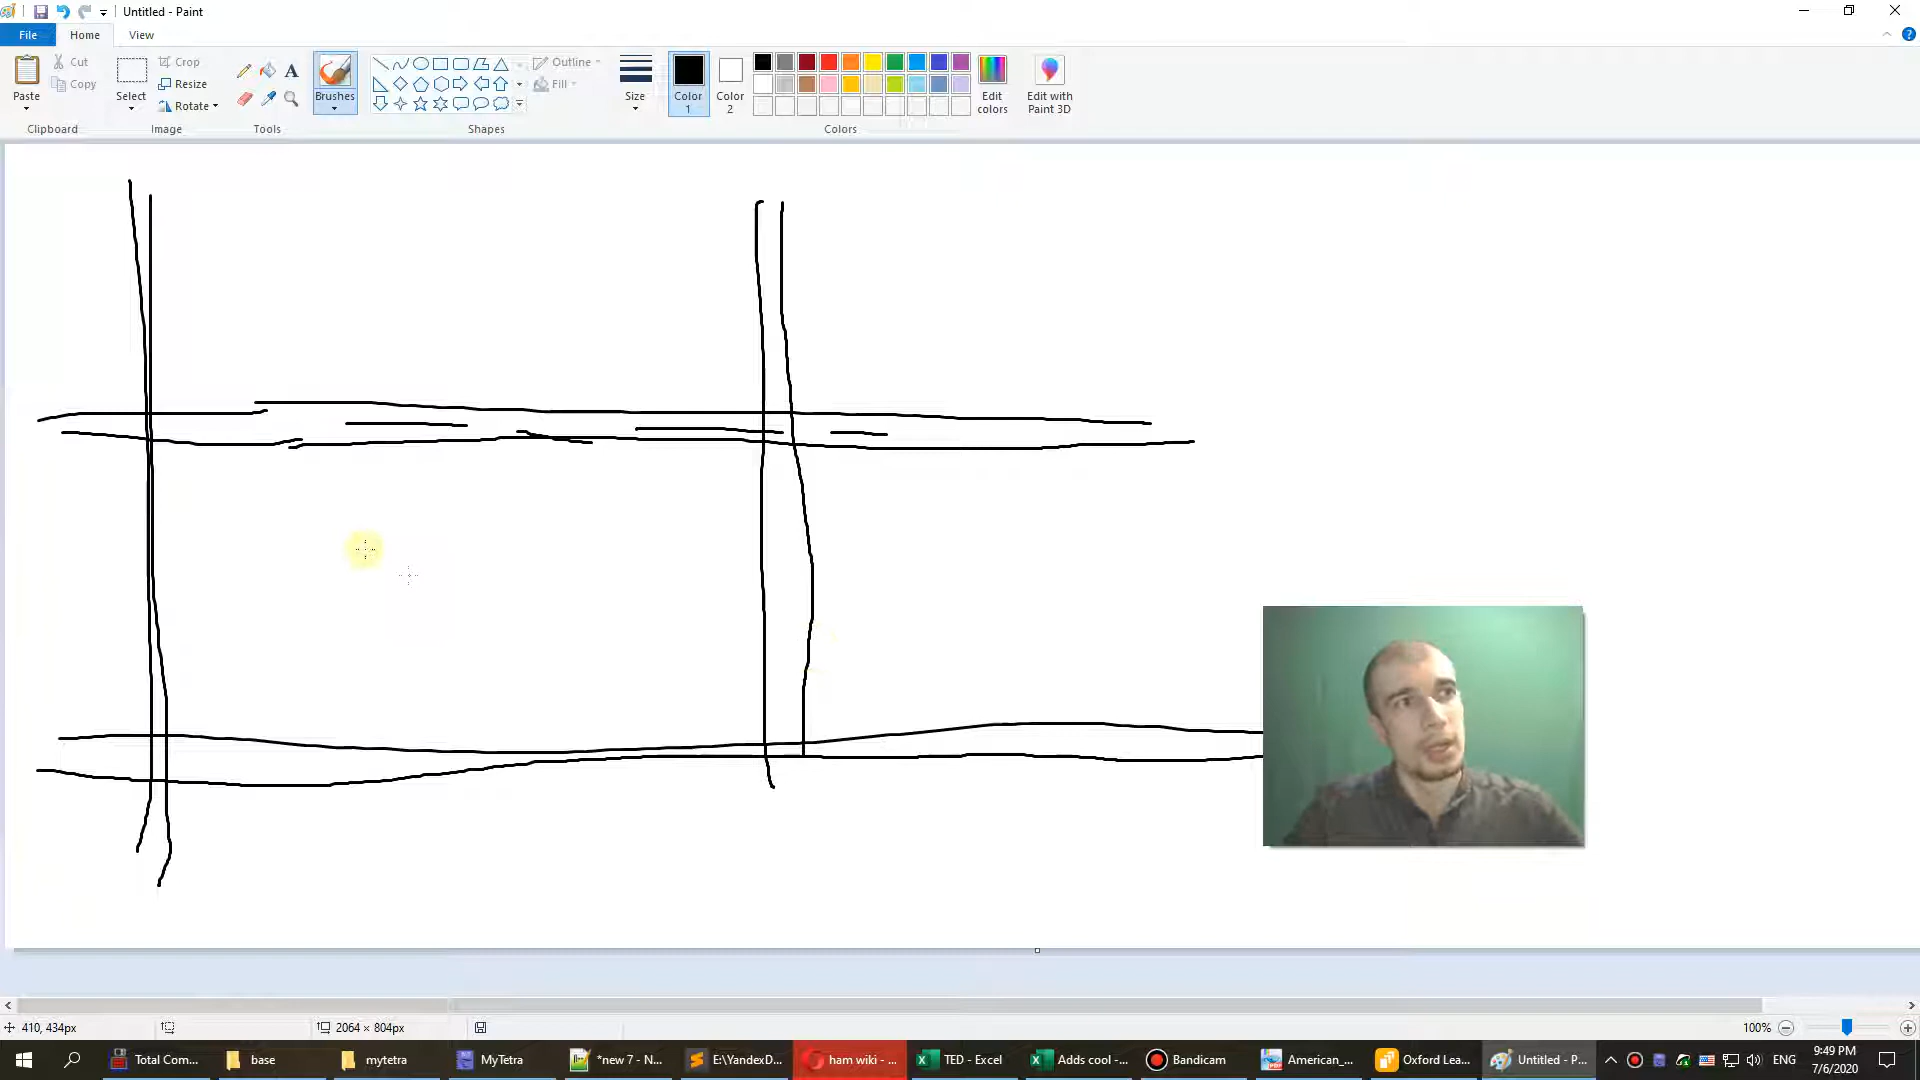 Untitled - Paint
File Home View
Paste
Cut
Copy
Clipboard
Select
Crop
Resize
Rotate
Image
Tools
Brushes
Shapes
Outline
Fill
Size
Color 1
Color 2
Colors
Edit colors
Edit with Paint 3D
410, 434px
2064 × 804px
100%
Total Com...
base
mytetra
MyTetra
*new 7 - N...
E:\YandexD...
ham wiki - ...
TED - Excel
Adds cool -...
Bandicam
American_...
Oxford Lea...
Untitled - P...
ENG
9:49 PM
7/6/2020